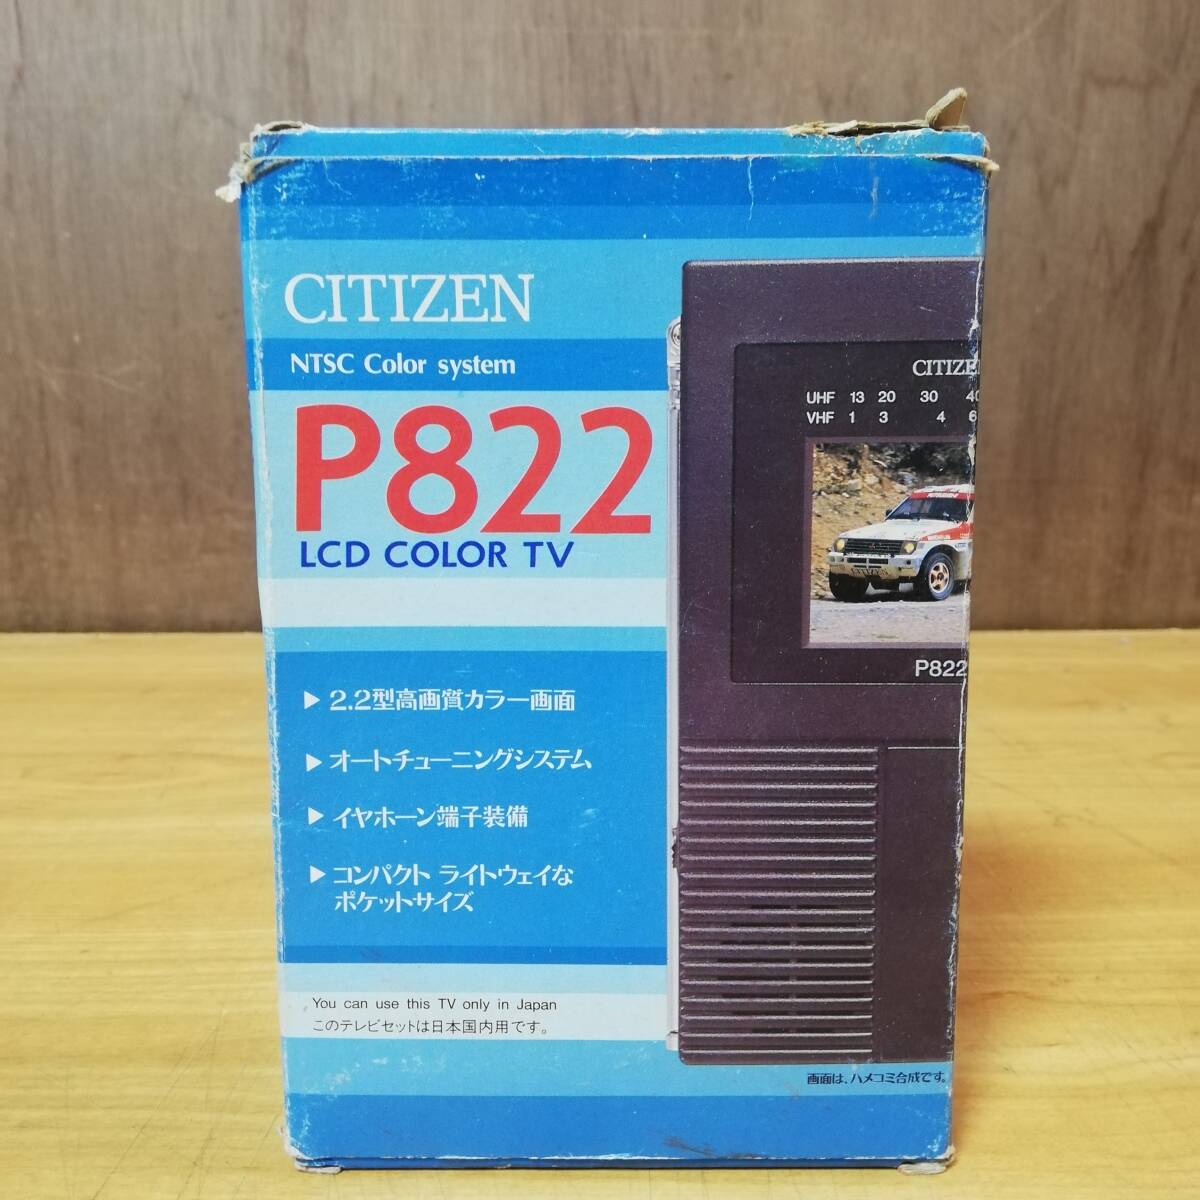 CITIZEN
NTSC Color system
P822
LCD COLOR TV
▶ 2.2型高画質カラー画面
▶ オートチューニングシステム
▶ イヤホーン端子装備
▶ コンパクト ライトウェイな
ポケットサイズ
You can use this TV only in Japan
このテレビセットは日本国内用です。
CITIZE
UHF 13 20 30 40
VHF 1 3 4 6
CITIZEN
P822
画面は、ハメコミ合成です。